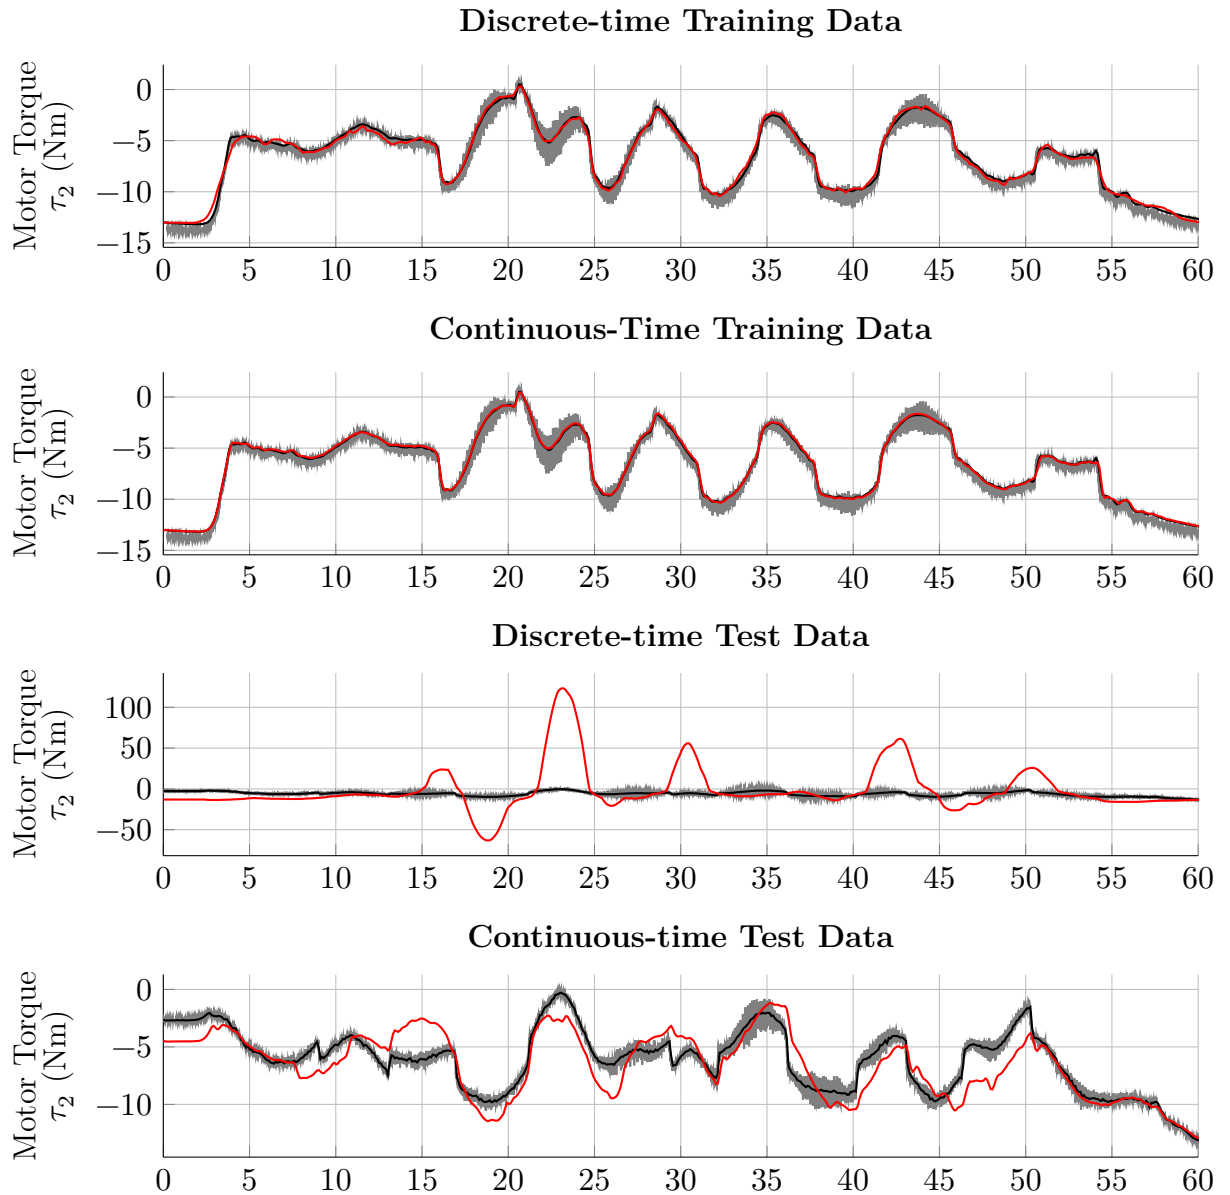 Discrete-time Training Data
Motor Torque
τ₂ (Nm)
0
−5
−10
−15
0 5 10 15 20 25 30 35 40 45 50 55 60
Continuous-Time Training Data
Motor Torque
τ₂ (Nm)
0
−5
−10
−15
0 5 10 15 20 25 30 35 40 45 50 55 60
Discrete-time Test Data
Motor Torque
τ₂ (Nm)
100
50
0
−50
0 5 10 15 20 25 30 35 40 45 50 55 60
Continuous-time Test Data
Motor Torque
τ₂ (Nm)
0
−5
−10
0 5 10 15 20 25 30 35 40 45 50 55 60